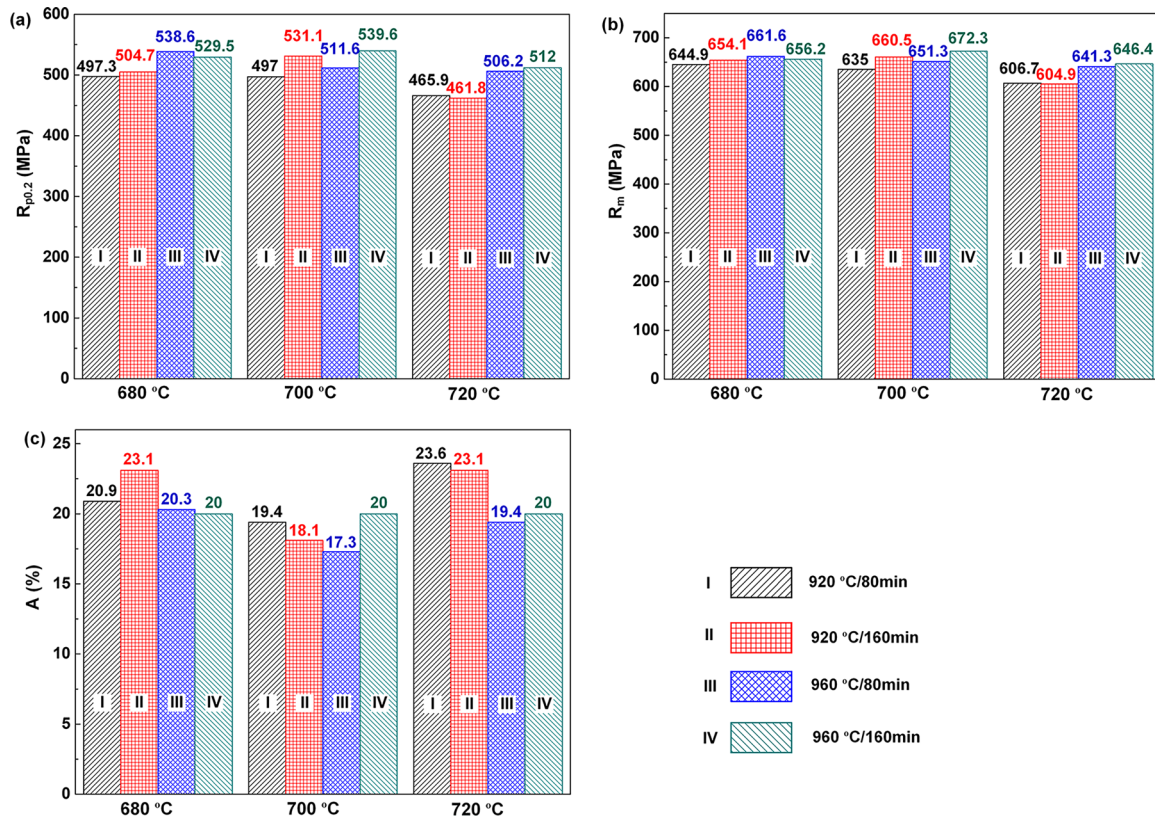 (a)
600
500
400
300
200
100
0
Rp0.2 (MPa)
497.3
504.7
538.6
529.5
497
531.1
511.6
539.6
465.9
461.8
506.2
512
I
II
III
IV
I
II
III
IV
I
II
III
IV
680 °C
700 °C
720 °C
(b)
700
600
500
400
300
200
100
0
Rm (MPa)
644.9
654.1
661.6
656.2
635
660.5
651.3
672.3
606.7
604.9
641.3
646.4
I
II
III
IV
I
II
III
IV
I
II
III
IV
680 °C
700 °C
720 °C
(c)
25
20
15
10
5
0
A (%)
20.9
23.1
20.3
20
19.4
18.1
17.3
20
23.6
23.1
19.4
20
I
II
III
IV
I
II
III
IV
I
II
III
IV
680 °C
700 °C
720 °C
I 920 °C/80min
II 920 °C/160min
III 960 °C/80min
IV 960 °C/160min